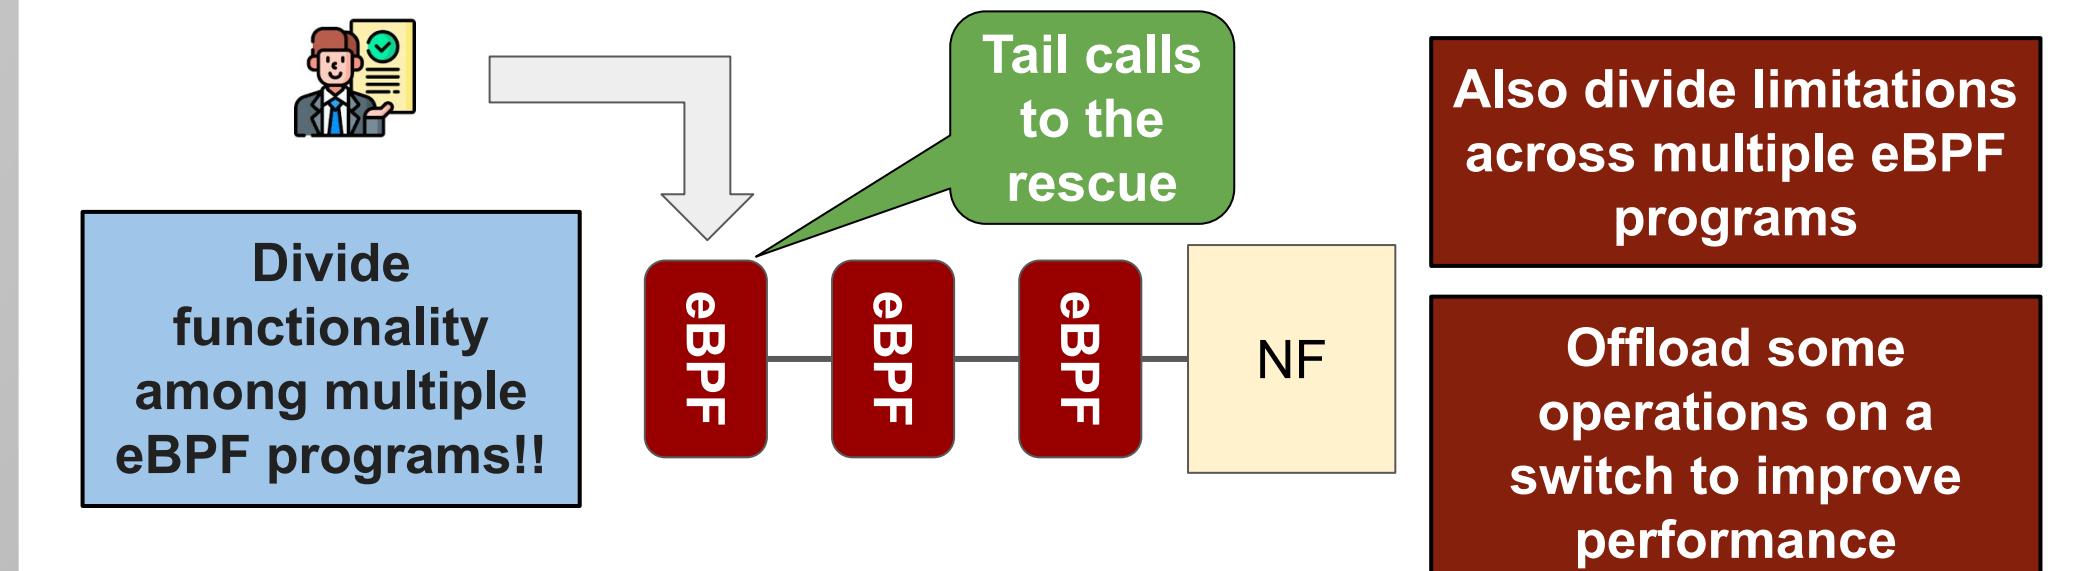 Tail calls
to the
rescue
Also divide limitations
across multiple eBPF
programs
Divide
functionality
among multiple
eBPF programs!!
eBPF
eBPF
eBPF
NF
Offload some
operations on a
switch to improve
performance